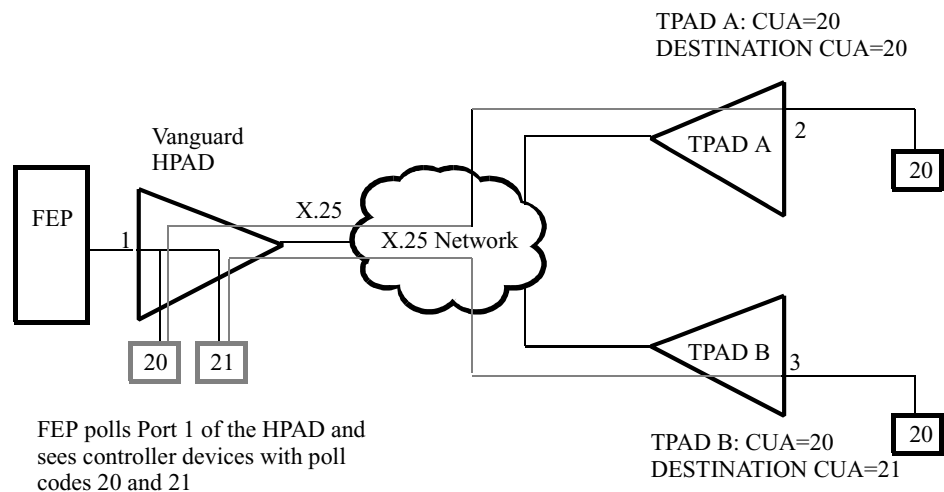 TPAD A: CUA=20
DESTINATION CUA=20
Vanguard
HPAD
2
TPAD A
20
FEP
X.25
1
X.25 Network
20
21
TPAD B
3
20
FEP polls Port 1 of the HPAD and
sees controller devices with poll
codes 20 and 21
TPAD B: CUA=20
DESTINATION CUA=21